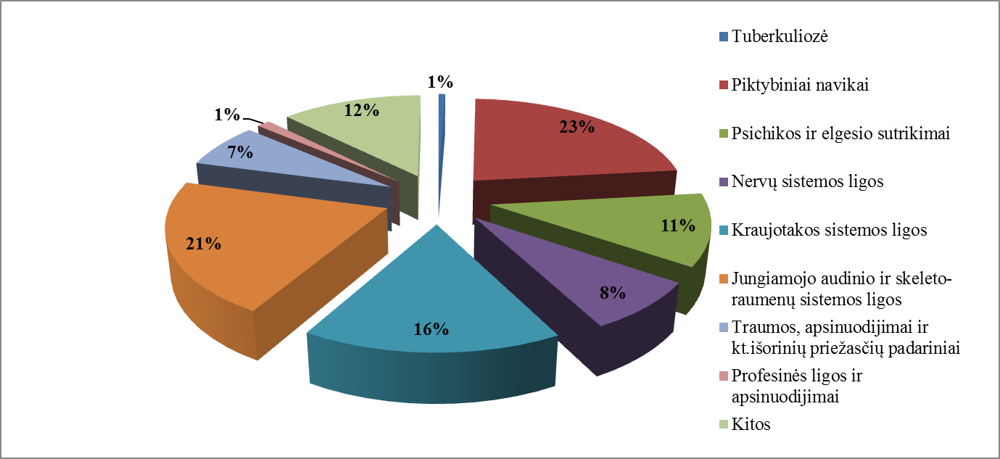 1%
23%
11%
8%
16%
21%
7%
1%
12%
Tuberkuliozė
Piktybiniai navikai
Psichikos ir elgesio sutrikimai
Nervų sistemos ligos
Kraujotakos sistemos ligos
Jungiamojo audinio ir skeleto-
raumenų sistemos ligos
Traumos, apsinuodijimai ir
kt.išorinių priežasčių padariniai
Profesinės ligos ir
apsinuodijimai
Kitos